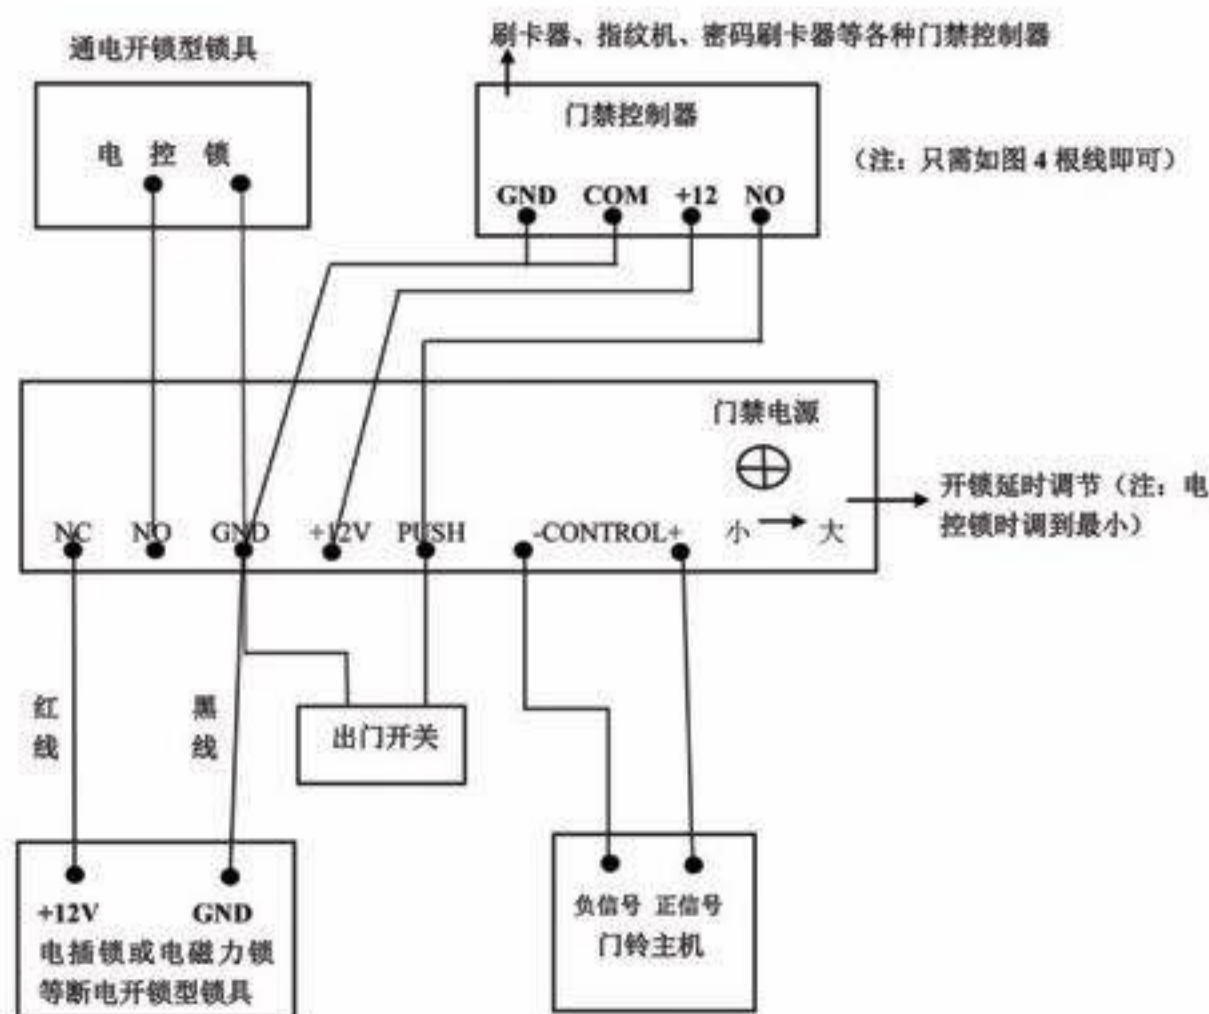 通电开锁型锁具
刷卡器、指纹机、密码刷卡器等各种门禁控制器
电 控 锁
门禁控制器
(注:只需如图 4 根线即可)
GND COM +12 NO
门禁电源
NC NO GND +12V PUSH -CONTROL+ 小 大
开锁延时调节(注:电
控锁时调到最小)
红
线
黑
线
出门开关
+12V GND
电插锁或电磁力锁
等断电开锁型锁具
负信号 正信号
门铃主机